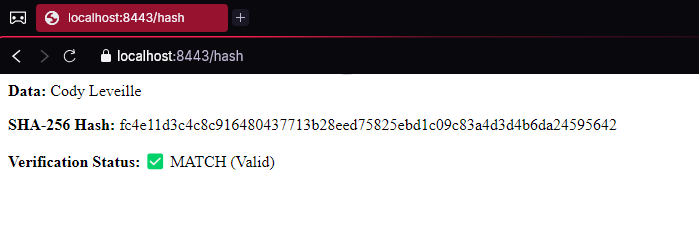 localhost:8443/hash
localhost:8443/hash
Data: Cody Leveille
SHA-256 Hash: fc4e11d3c4c8c916480437713b28eed75825ebd1c09c83a4d3d4b6da24595642
Verification Status: ✅ MATCH (Valid)